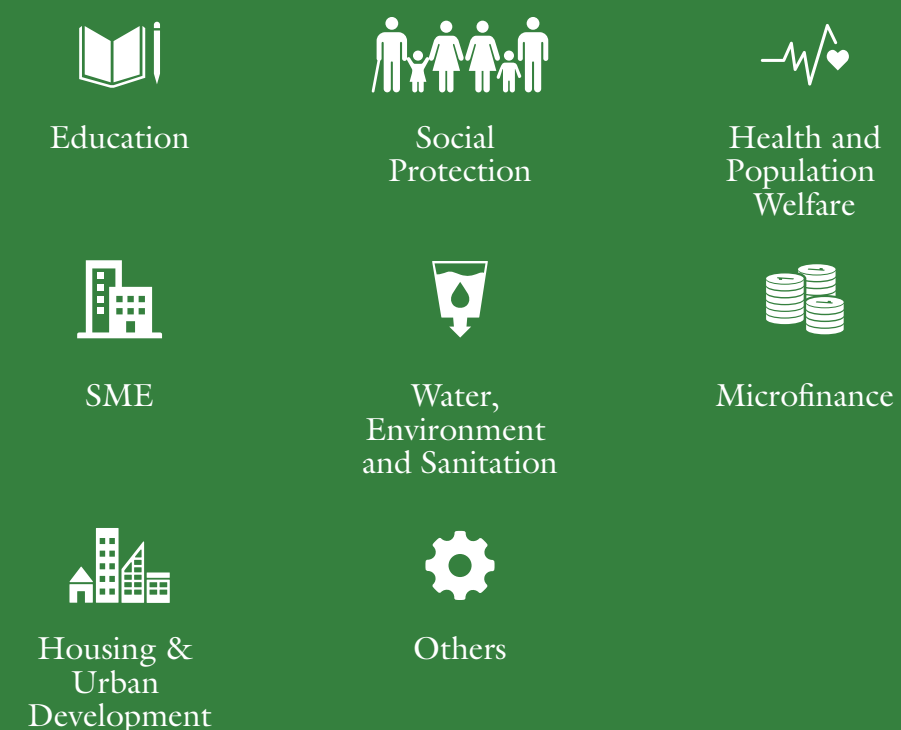 Education
Social
Protection
Health and
Population
Welfare
SME
Water,
Environment
and Sanitation
Microfinance
Housing &
Urban
Development
Others